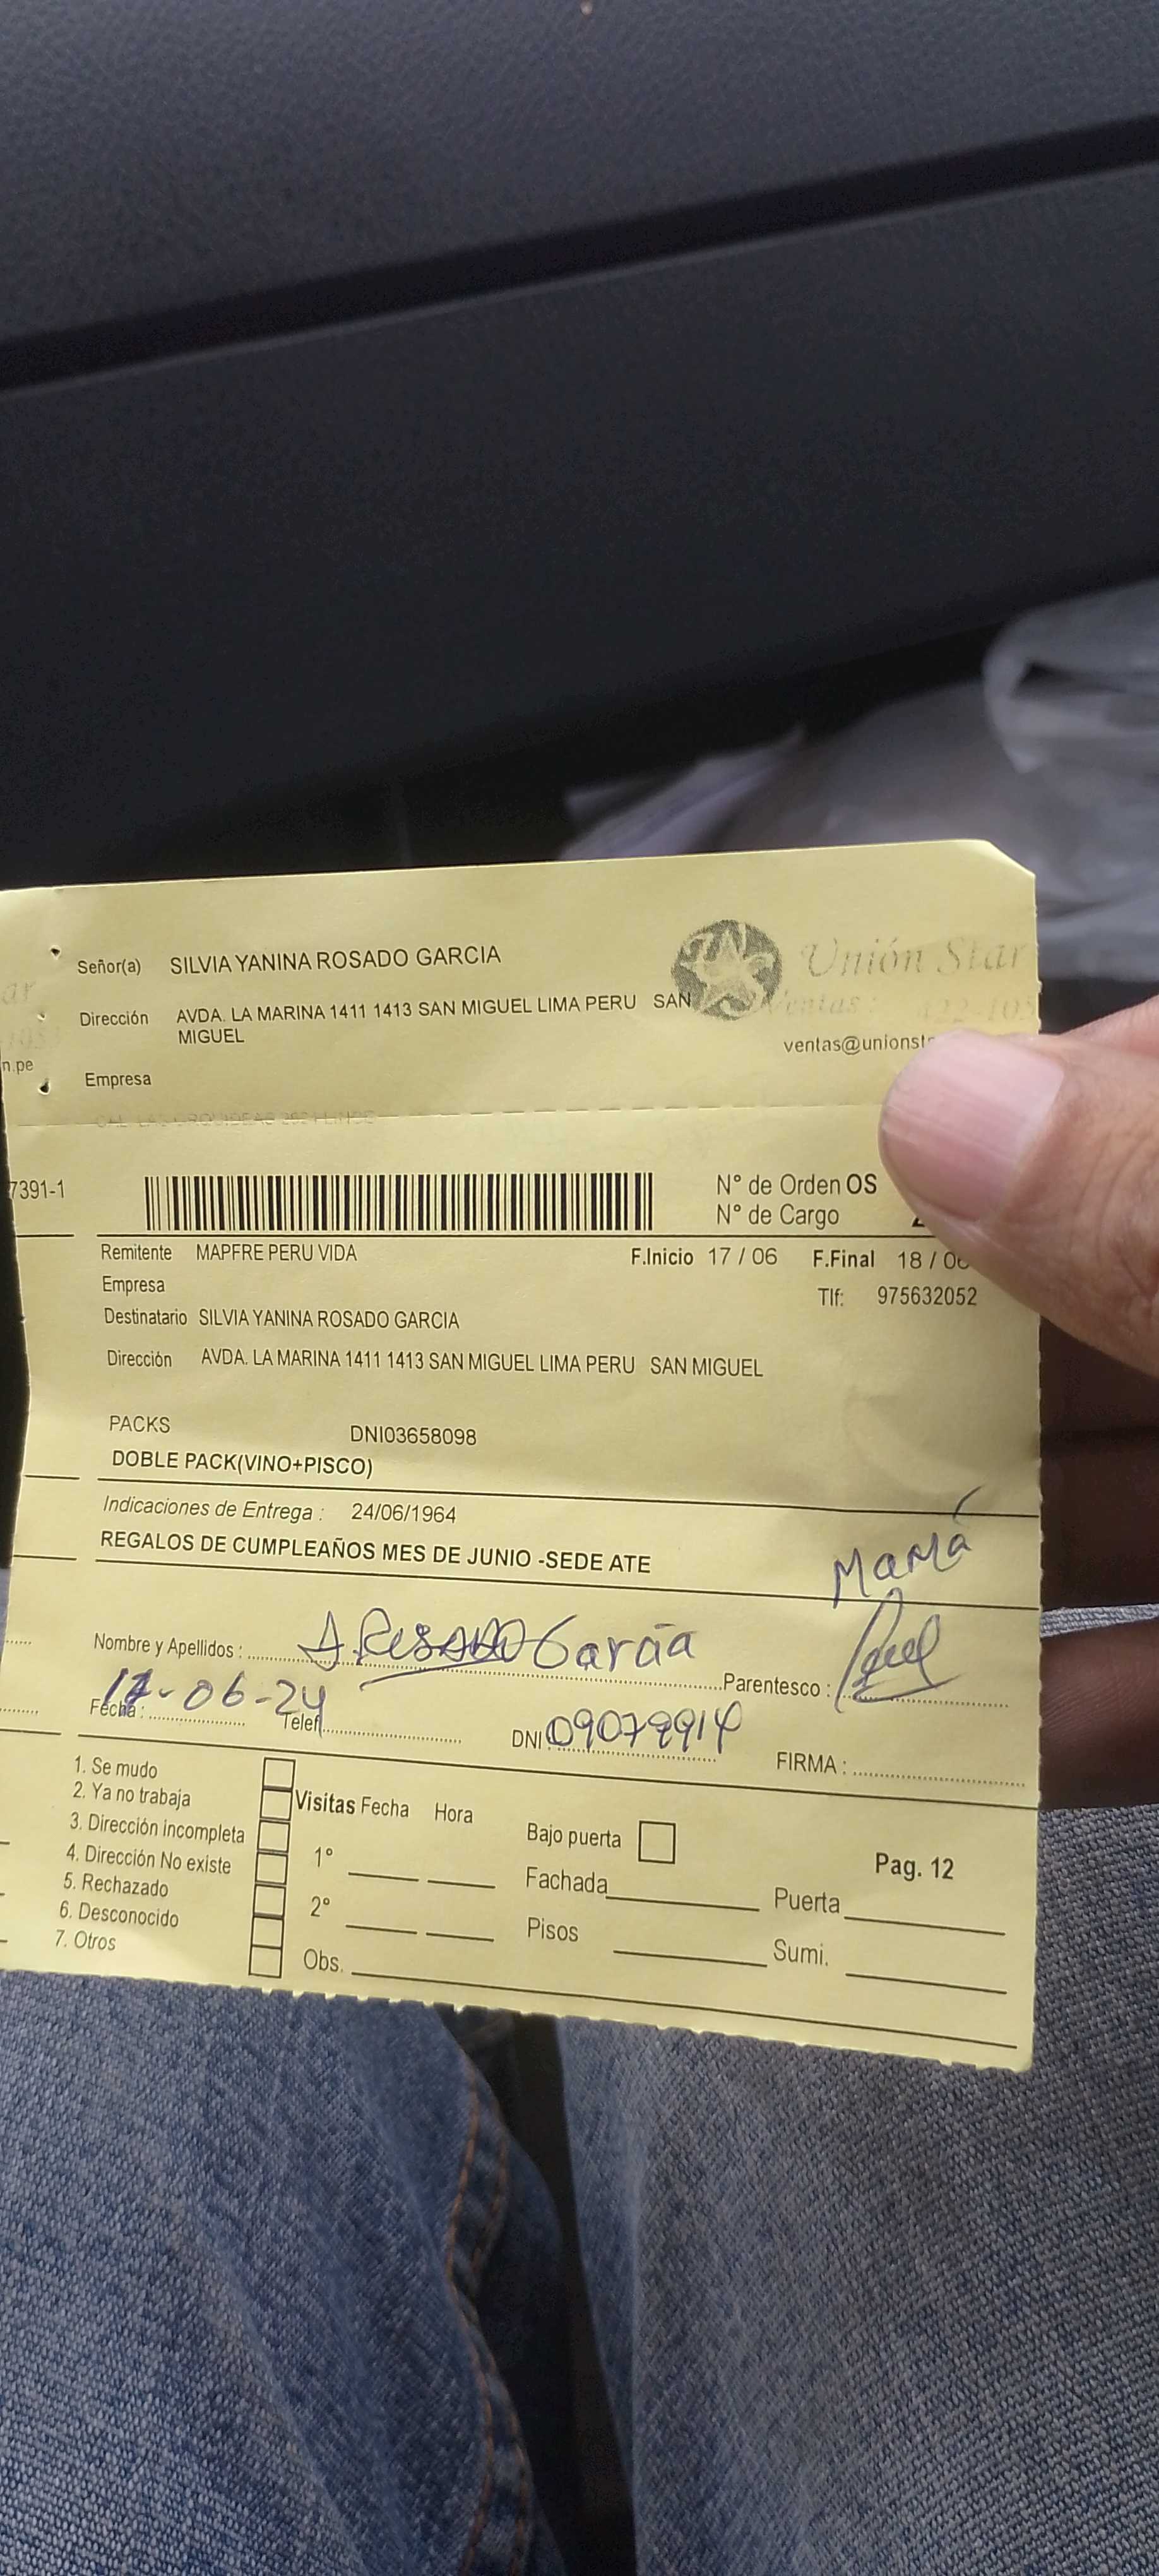 Señor(a) SILVIA YANINA ROSADO GARCIA
Unión Star
ar
Dirección AVDA. LA MARINA 1411 1413 SAN MIGUEL LIMA PERU SAN
MIGUEL
Ventas :
ventas@unionst
n.pe
Empresa
7391-1
N° de Orden OS
N° de Cargo
Remitente MAPFRE PERU VIDA
F.Inicio 17 / 06 F.Final 18 / 06
Empresa
Tlf: 975632052
Destinatario SILVIA YANINA ROSADO GARCIA
Dirección AVDA. LA MARINA 1411 1413 SAN MIGUEL LIMA PERU SAN MIGUEL
PACKS DNI03658098
DOBLE PACK(VINO+PISCO)
Indicaciones de Entrega : 24/06/1964
REGALOS DE CUMPLEAÑOS MES DE JUNIO -SEDE ATE
Mamá
Nombre y Apellidos : A. Rosado García
Parentesco :
Fecha : 17-06-24 Telef. DNI 09079914 FIRMA :
1. Se mudo
2. Ya no trabaja
3. Dirección incompleta
4. Dirección No existe
5. Rechazado
6. Desconocido
7. Otros
Visitas Fecha Hora
1°
2°
Obs.
Bajo puerta
Fachada
Pisos
Pag. 12
Puerta
Sumi.